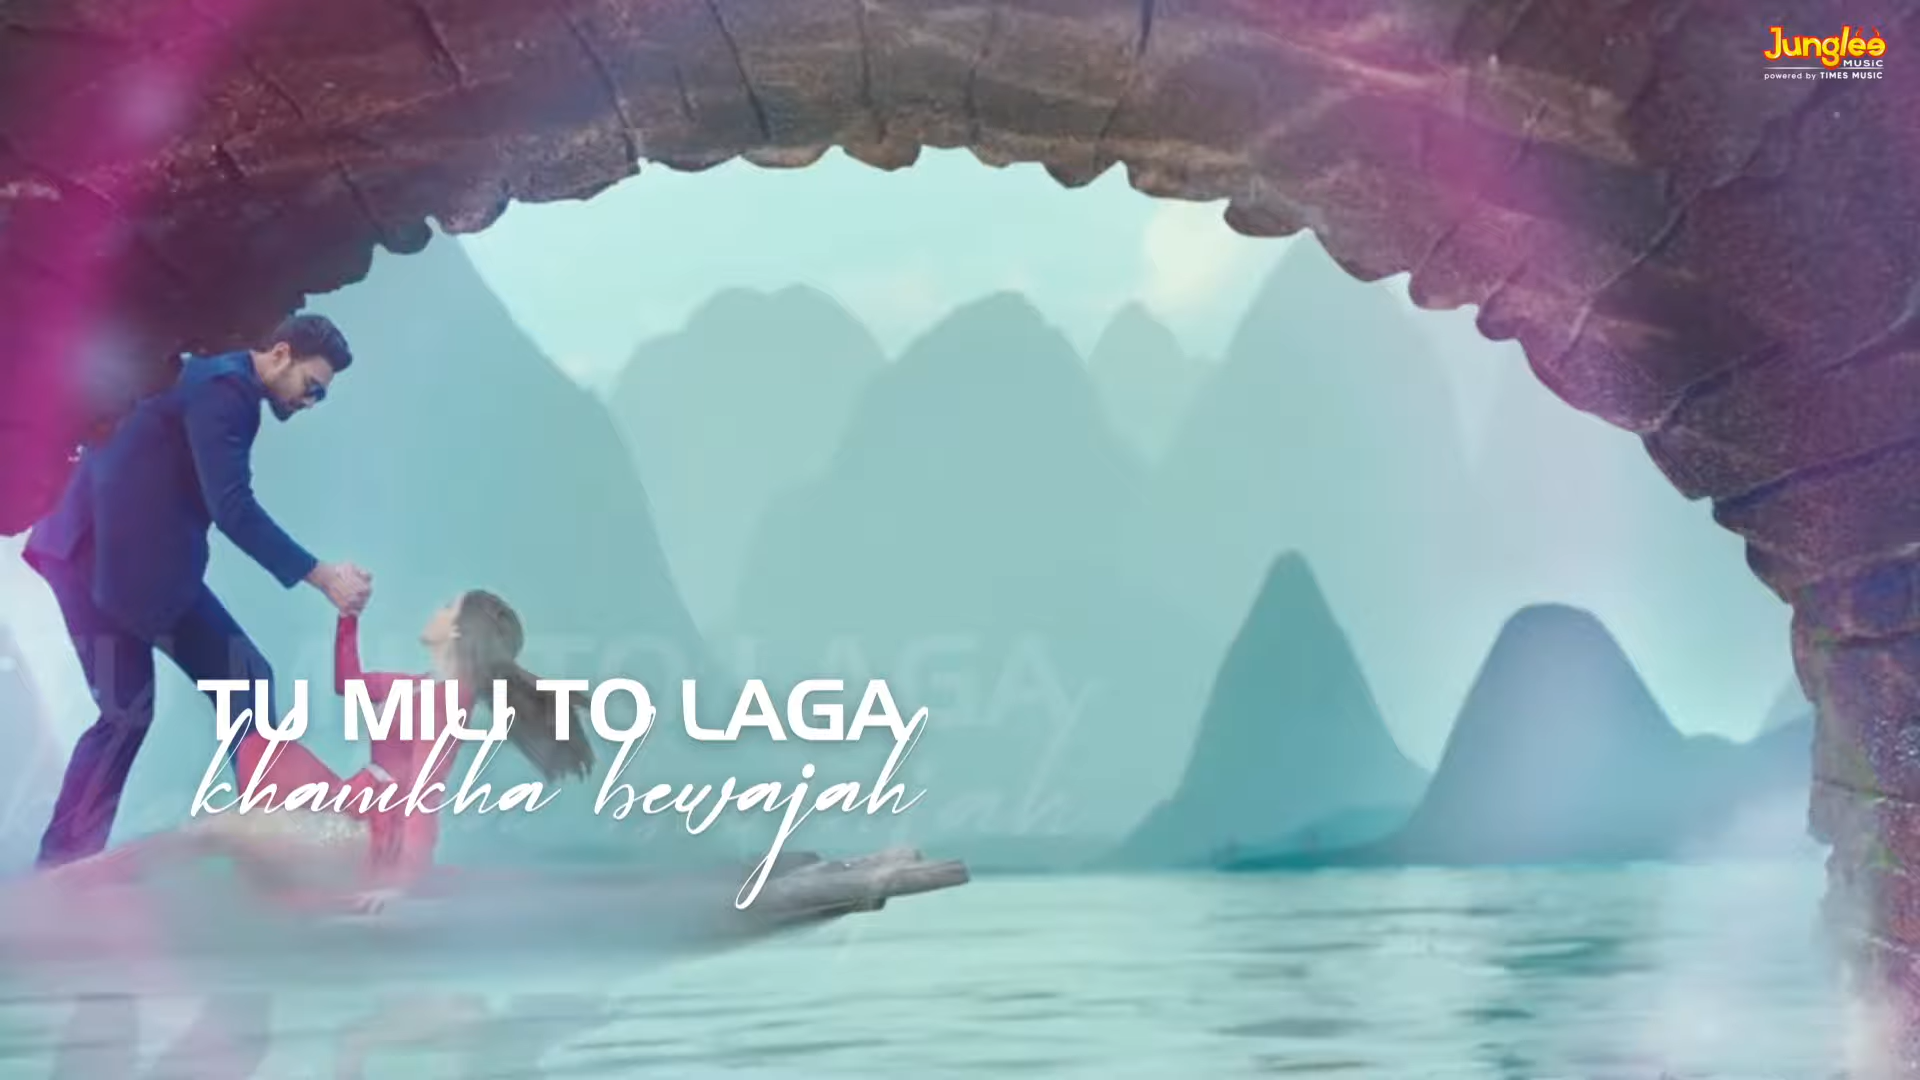 Junglee
MUSIC
powered by TIMES MUSIC
TU MILI TO LAGA
khamkha bewajah